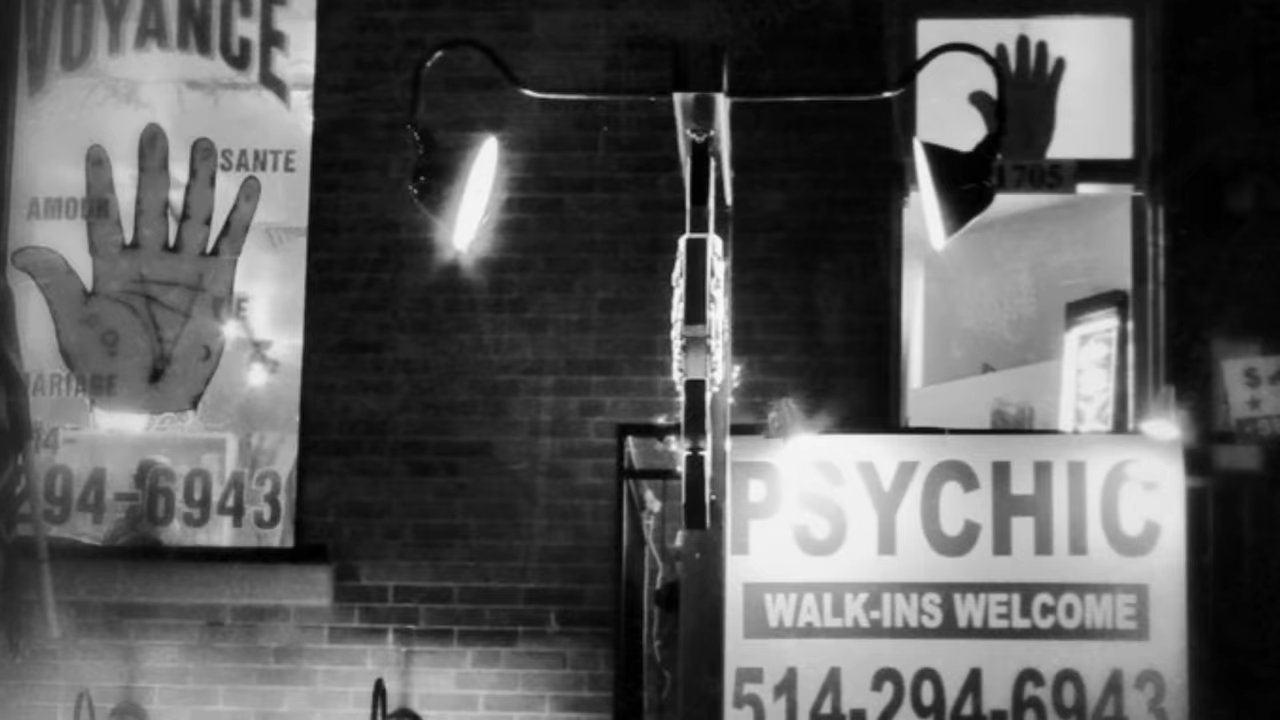 VOYANCE
SANTE
AMOUR
MARIAGE
294-6943
1705
PSYCHIC
WALK-INS WELCOME
514-294-6943